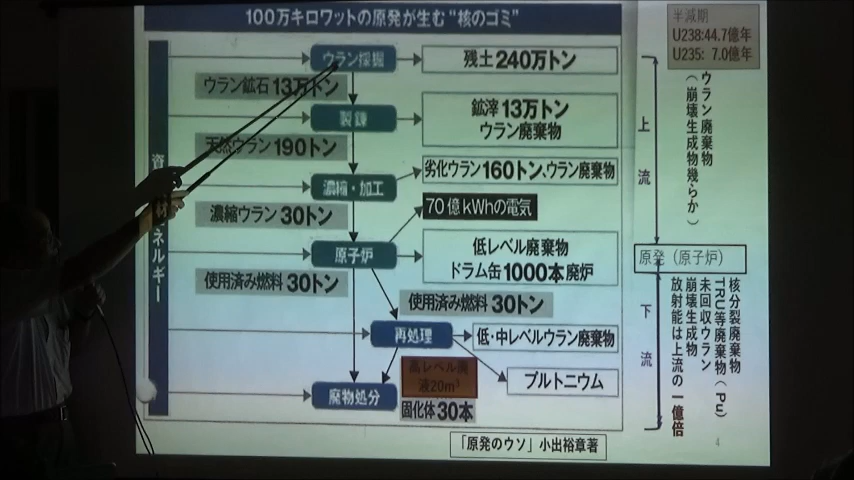 100万キロワットの原発が生む“核のゴミ”
半減期
U238:44.7億年
U235: 7.0億年
ウラン採掘
残土240万トン
ウラン鉱石13万トン
製錬
鉱滓13万トン
ウラン廃棄物
天然ウラン190トン
濃縮・加工
劣化ウラン160トン、ウラン廃棄物
70億kWhの電気
濃縮ウラン30トン
原子炉
低レベル廃棄物
ドラム缶1000本廃炉
使用済み燃料30トン
使用済み燃料30トン
再処理
低・中レベルウラン廃棄物
プルトニウム
高レベル廃
液20m³
固化体30本
廃物処分
資
ネルギー
上流
ウラン廃棄物
(崩壊生成物幾らか)
原発(原子炉)
下流
核分裂廃棄物
TRU等廃棄物(Pu)
未回収ウラン
崩壊生成物
放射能は上流の一億倍
「原発のウソ」小出裕章著
4